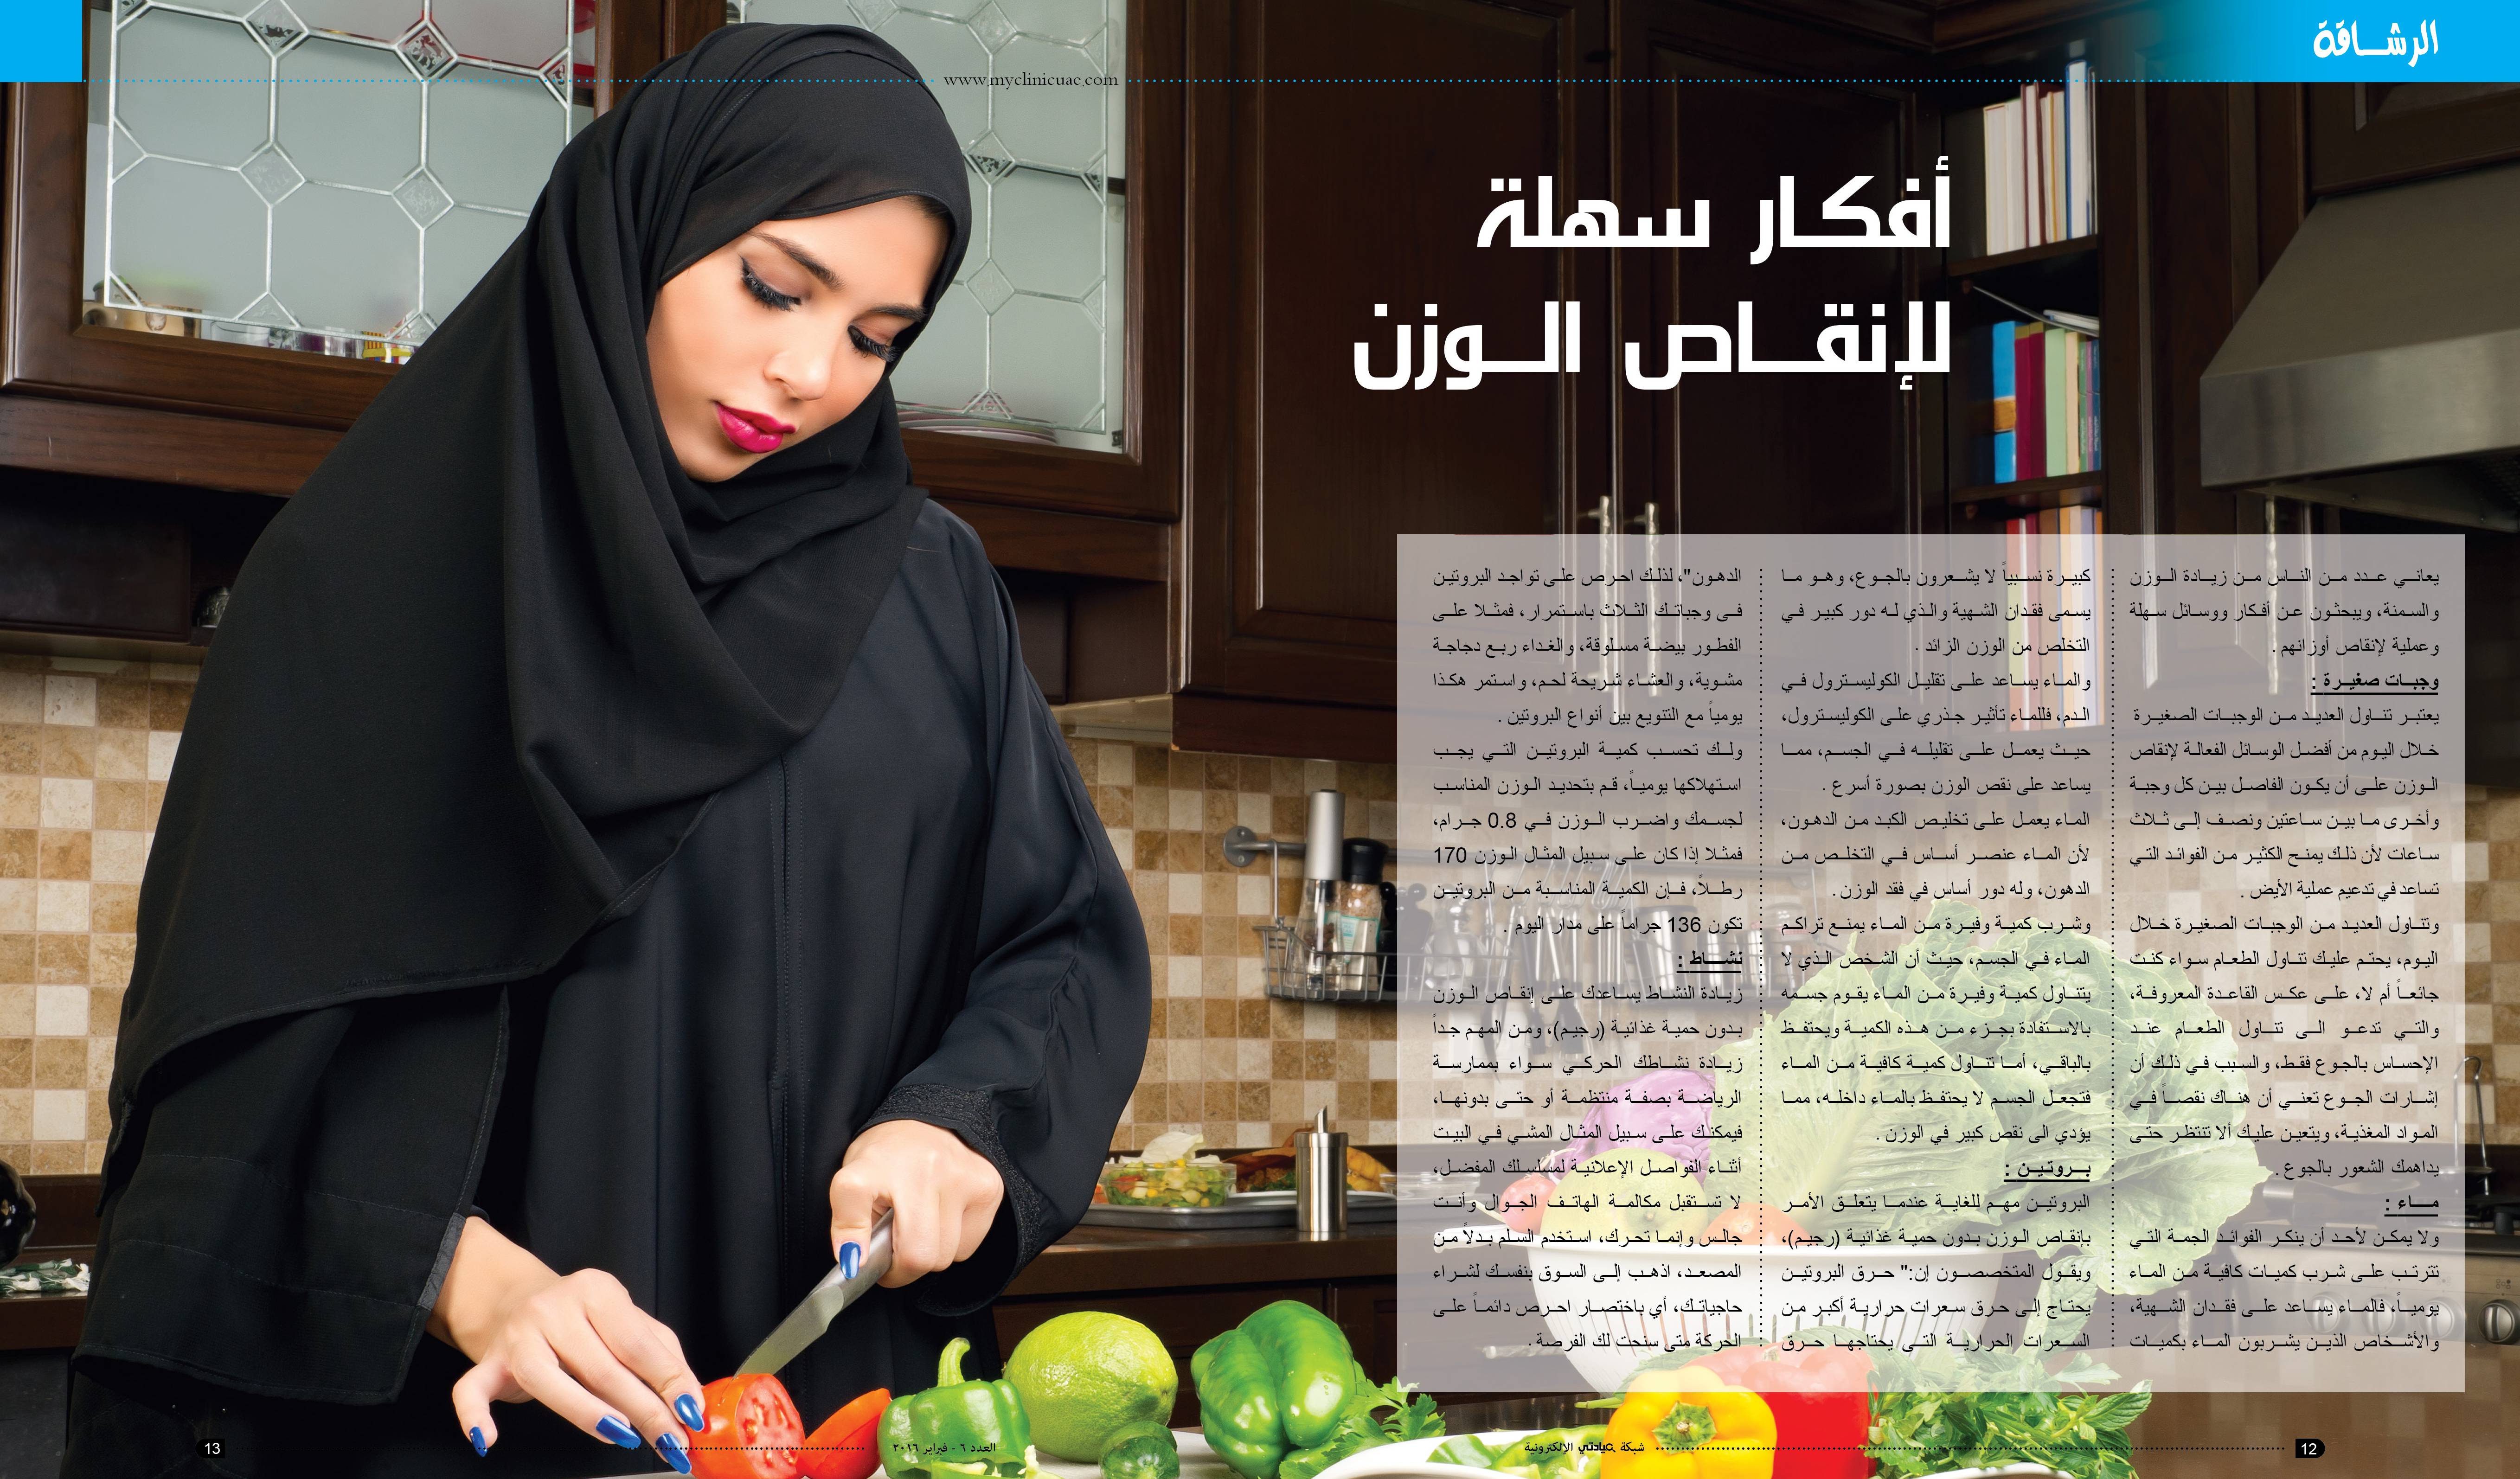 الرشاقة
www.myclinicuae.com
أفكار سهلة
لإنقاص الوزن
يعاني عدد من الناس من زيادة الوزن
والسمنة، ويبحثون عن أفكار ووسائل سهلة
وعملية لإنقاص أوزانهم .
وجبات صغيرة :
يعتبر تناول العديد من الوجبات الصغيرة
خلال اليوم من أفضل الوسائل الفعالة لإنقاص
الوزن على أن يكون الفاصل بين كل وجبة
وأخرى ما بين ساعتين ونصف إلى ثلاث
ساعات لأن ذلك يمنح الكثير من الفوائد التي
تساعد في تدعيم عملية الأيض .
وتناول العديد من الوجبات الصغيرة خلال
اليوم، يحتم عليك تناول الطعام سواء كنت
جائعاً أم لا، على عكس القاعدة المعروفة،
والتي تدعو الى تناول الطعام عند
الإحساس بالجوع فقط، والسبب في ذلك أن
إشارات الجوع تعني أن هناك نقصاً في
المواد المغذية، ويتعين عليك ألا تنتظر حتى
يداهمك الشعور بالجوع .
ماء :
ولا يمكن لأحد أن ينكر الفوائد الجمة التي
تترتب على شرب كميات كافية من الماء
يومياً، فالماء يساعد على فقدان الشهية،
والأشخاص الذين يشربون الماء بكميات
كبيرة نسبياً لا يشعرون بالجوع، وهو ما
يسمى فقدان الشهية والذي له دور كبير في
التخلص من الوزن الزائد .
والماء يساعد على تقليل الكوليسترول في
الدم، فللماء تأثير جذري على الكوليسترول،
حيث يعمل على تقليله في الجسم، مما
يساعد على نقص الوزن بصورة أسرع .
الماء يعمل على تخليص الكبد من الدهون،
لأن الماء عنصر أساس في التخلص من
الدهون، وله دور أساس في فقد الوزن .
وشرب كمية وفيرة من الماء يمنع تراكم
الماء في الجسم، حيث أن الشخص الذي لا
يتناول كمية وفيرة من الماء يقوم جسمه
بالاستفادة بجزء من هذه الكمية ويحتفظ
بالباقي، أما تناول كمية كافية من الماء
فتجعل الجسم لا يحتفظ بالماء داخله، مما
يؤدي الى نقص كبير في الوزن .
بروتين :
البروتين مهم للغاية عندما يتعلق الأمر
بإنقاص الوزن بدون حمية غذائية (رجيم)،
ويقول المتخصصون إن:" حرق البروتين
يحتاج إلى حرق سعرات حرارية أكبر من
السعرات الحرارية التى يحتاجها حرق
الدهون"، لذلك احرص على تواجد البروتين
فى وجباتك الثلاث باستمرار، فمثلا على
الفطور بيضة مسلوقة، والغداء ربع دجاجة
مشوية، والعشاء شريحة لحم، واستمر هكذا
يومياً مع التنويع بين أنواع البروتين .
ولك تحسب كمية البروتين التي يجب
استهلاكها يومياً، قم بتحديد الوزن المناسب
لجسمك واضرب الوزن في 0.8 جرام،
فمثلا إذا كان على سبيل المثال الوزن 170
رطلاً، فإن الكمية المناسبة من البروتين
تكون 136 جراماً على مدار اليوم .
نشاط :
زيادة النشاط يساعدك على إنقاص الوزن
بدون حمية غذائية (رجيم)، ومن المهم جداً
زيادة نشاطك الحركي سواء بممارسة
الرياضة بصفة منتظمة أو حتى بدونها،
فيمكنك على سبيل المثال المشي في البيت
أثناء الفواصل الإعلانية لمسلسلك المفضل،
لا تستقبل مكالمة الهاتف الجوال وأنت
جالس وإنما تحرك، استخدم السلم بدلاً من
المصعد، اذهب إلى السوق بنفسك لشراء
حاجياتك، أي باختصار احرص دائماً على
الحركة متى سنحت لك الفرصة .
12
شبكة عيادتي الإلكترونية
العدد ٦ - فبراير ٢٠١٦
13